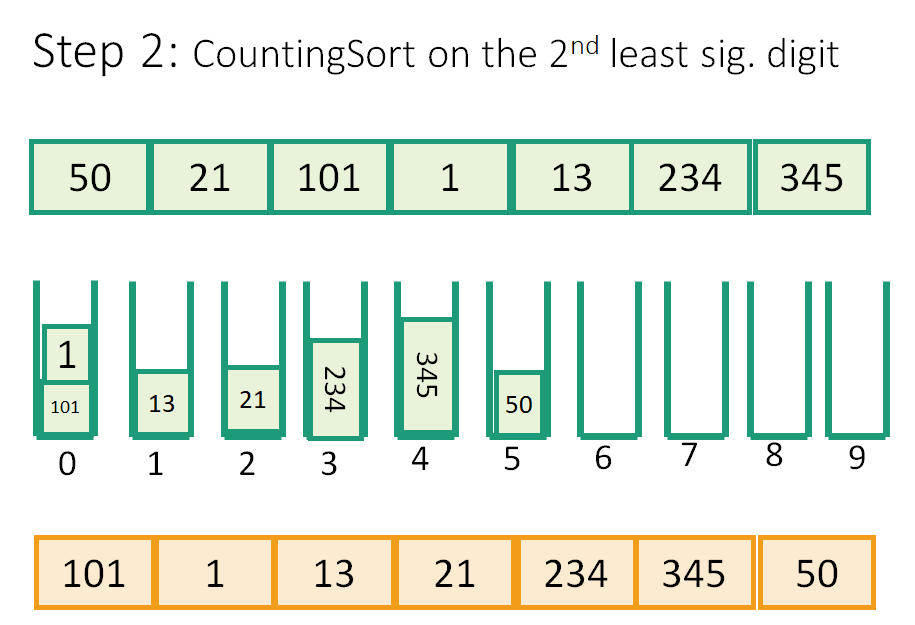 Step 2: CountingSort on the 2nd least sig. digit
50 21 101 1 13 234 345
1
101 13 21 234 345 50
0 1 2 3 4 5 6 7 8 9
101 1 13 21 234 345 50